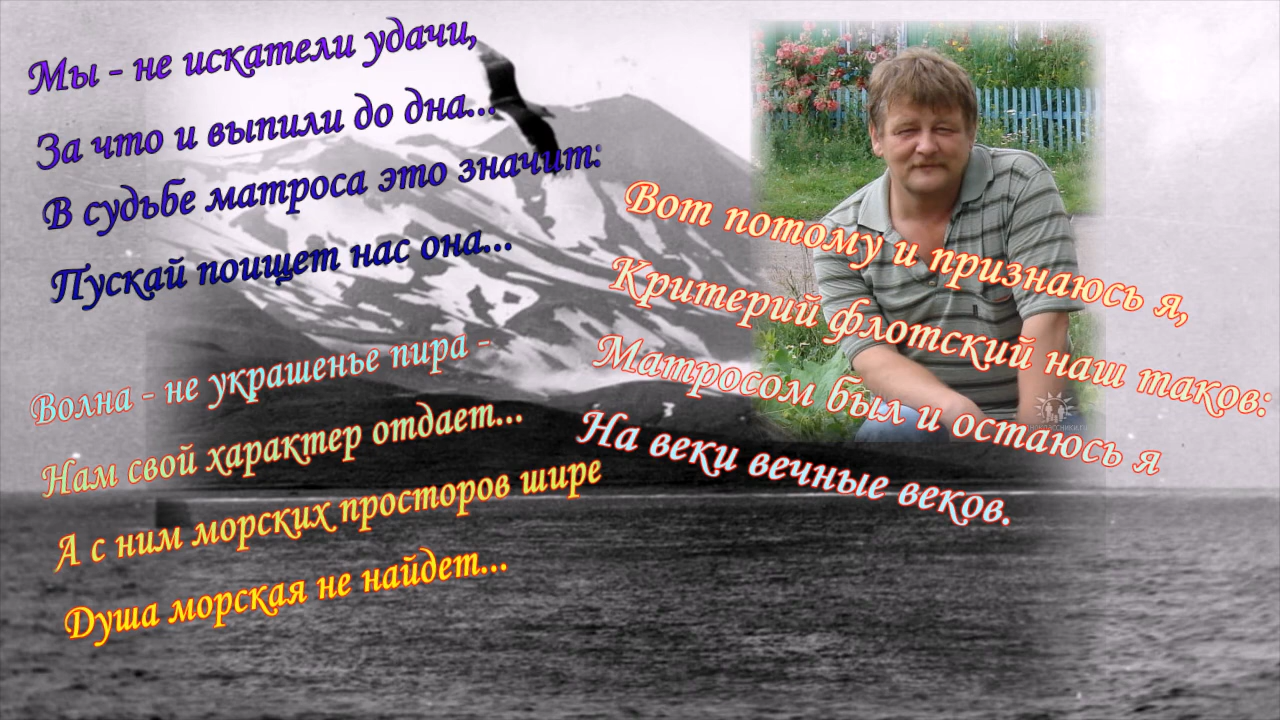 Мы - не искатели удачи,
За что и выпили до дна...
В судьбе матроса это значит:
Пускай поищет нас она...
Волна - не украшенье пира -
Нам свой характер отдает...
А с ним морских просторов шире
Душа морская не найдет...
Вот потому и признаюсь я,
Критерий флотский наш таков:
Матросом был и остаюсь я
На веки вечные веков.